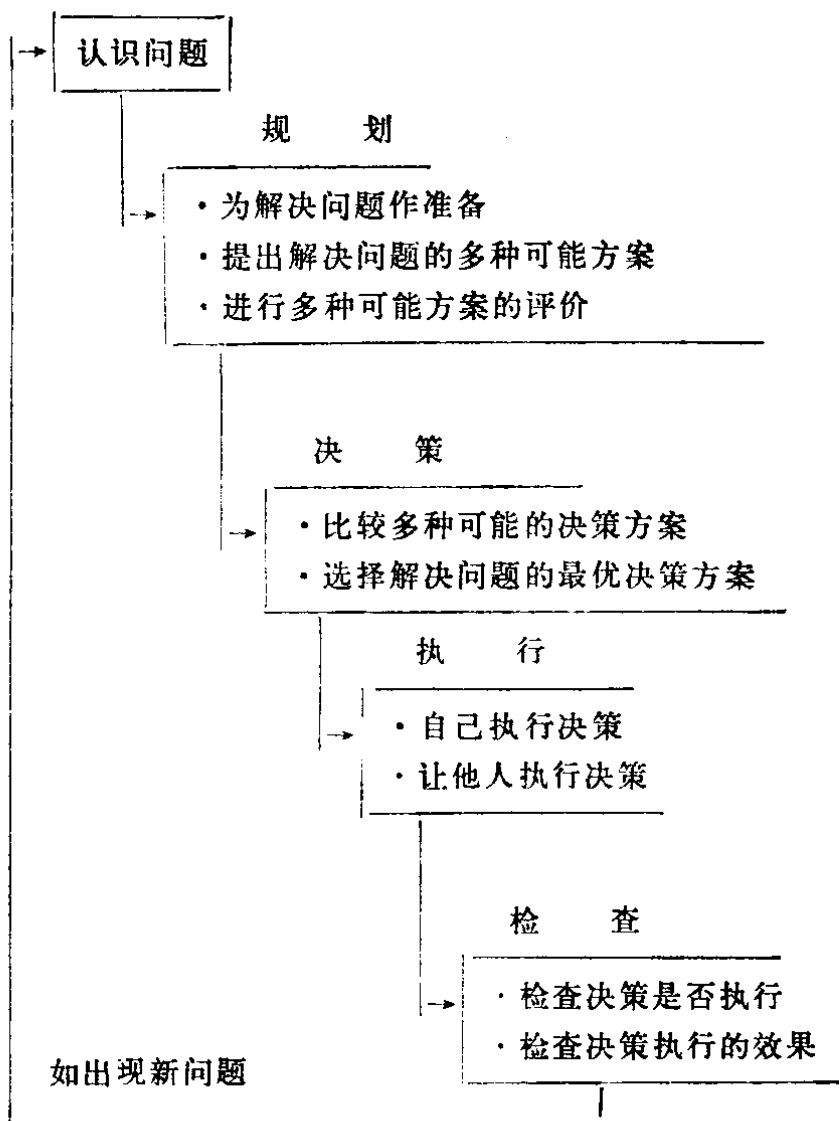 认识问题
规 划
·为解决问题作准备
·提出解决问题的多种可能方案
·进行多种可能方案的评价
决 策
·比较多种可能的决策方案
·选择解决问题的最优决策方案
执 行
·自己执行决策
·让他人执行决策
检 查
·检查决策是否执行
·检查决策执行的效果
如出现新问题